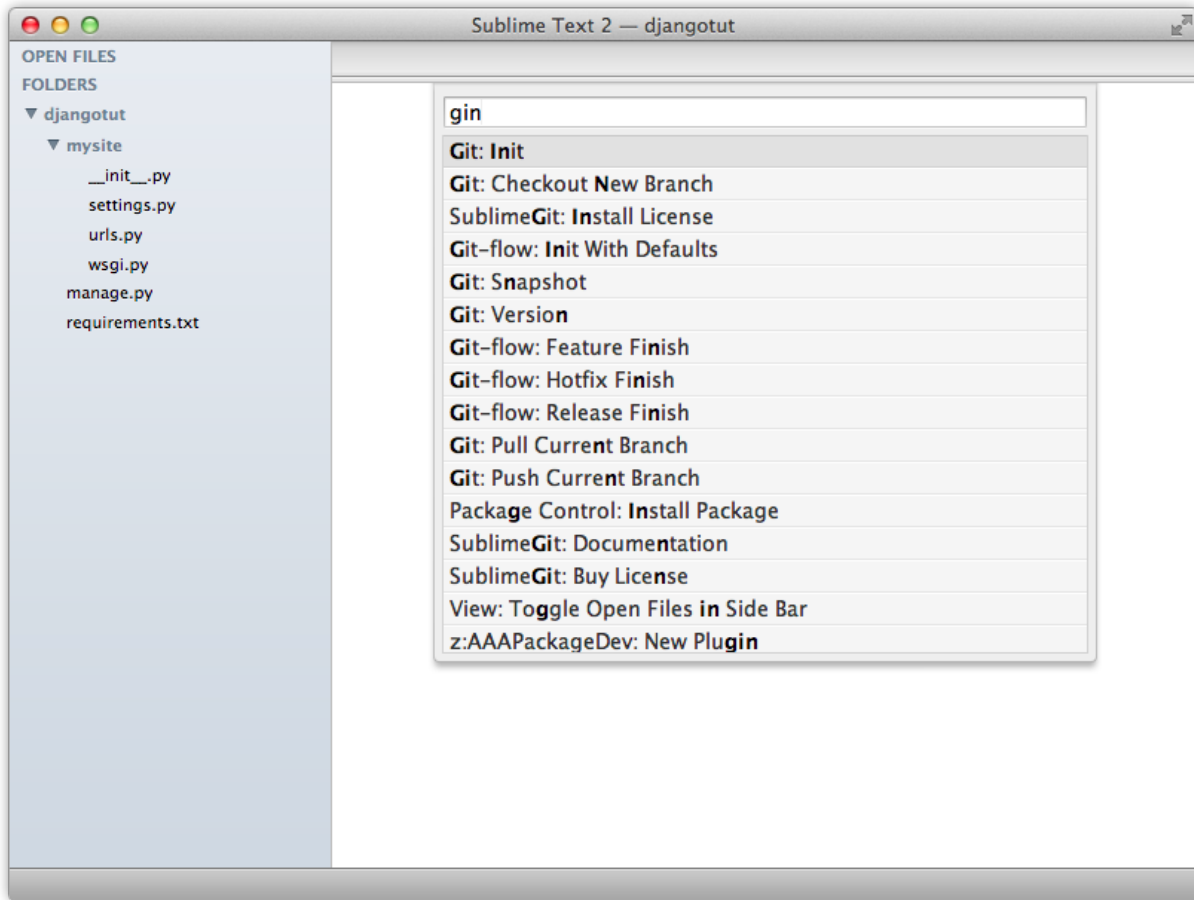 Sublime Text 2 — djangotut
OPEN FILES
FOLDERS
djangotut
mysite
__init__.py
settings.py
urls.py
wsgi.py
manage.py
requirements.txt
gin
Git: Init
Git: Checkout New Branch
SublimeGit: Install License
Git-flow: Init With Defaults
Git: Snapshot
Git: Version
Git-flow: Feature Finish
Git-flow: Hotfix Finish
Git-flow: Release Finish
Git: Pull Current Branch
Git: Push Current Branch
Package Control: Install Package
SublimeGit: Documentation
SublimeGit: Buy License
View: Toggle Open Files in Side Bar
z:AAAPackageDev: New Plugin